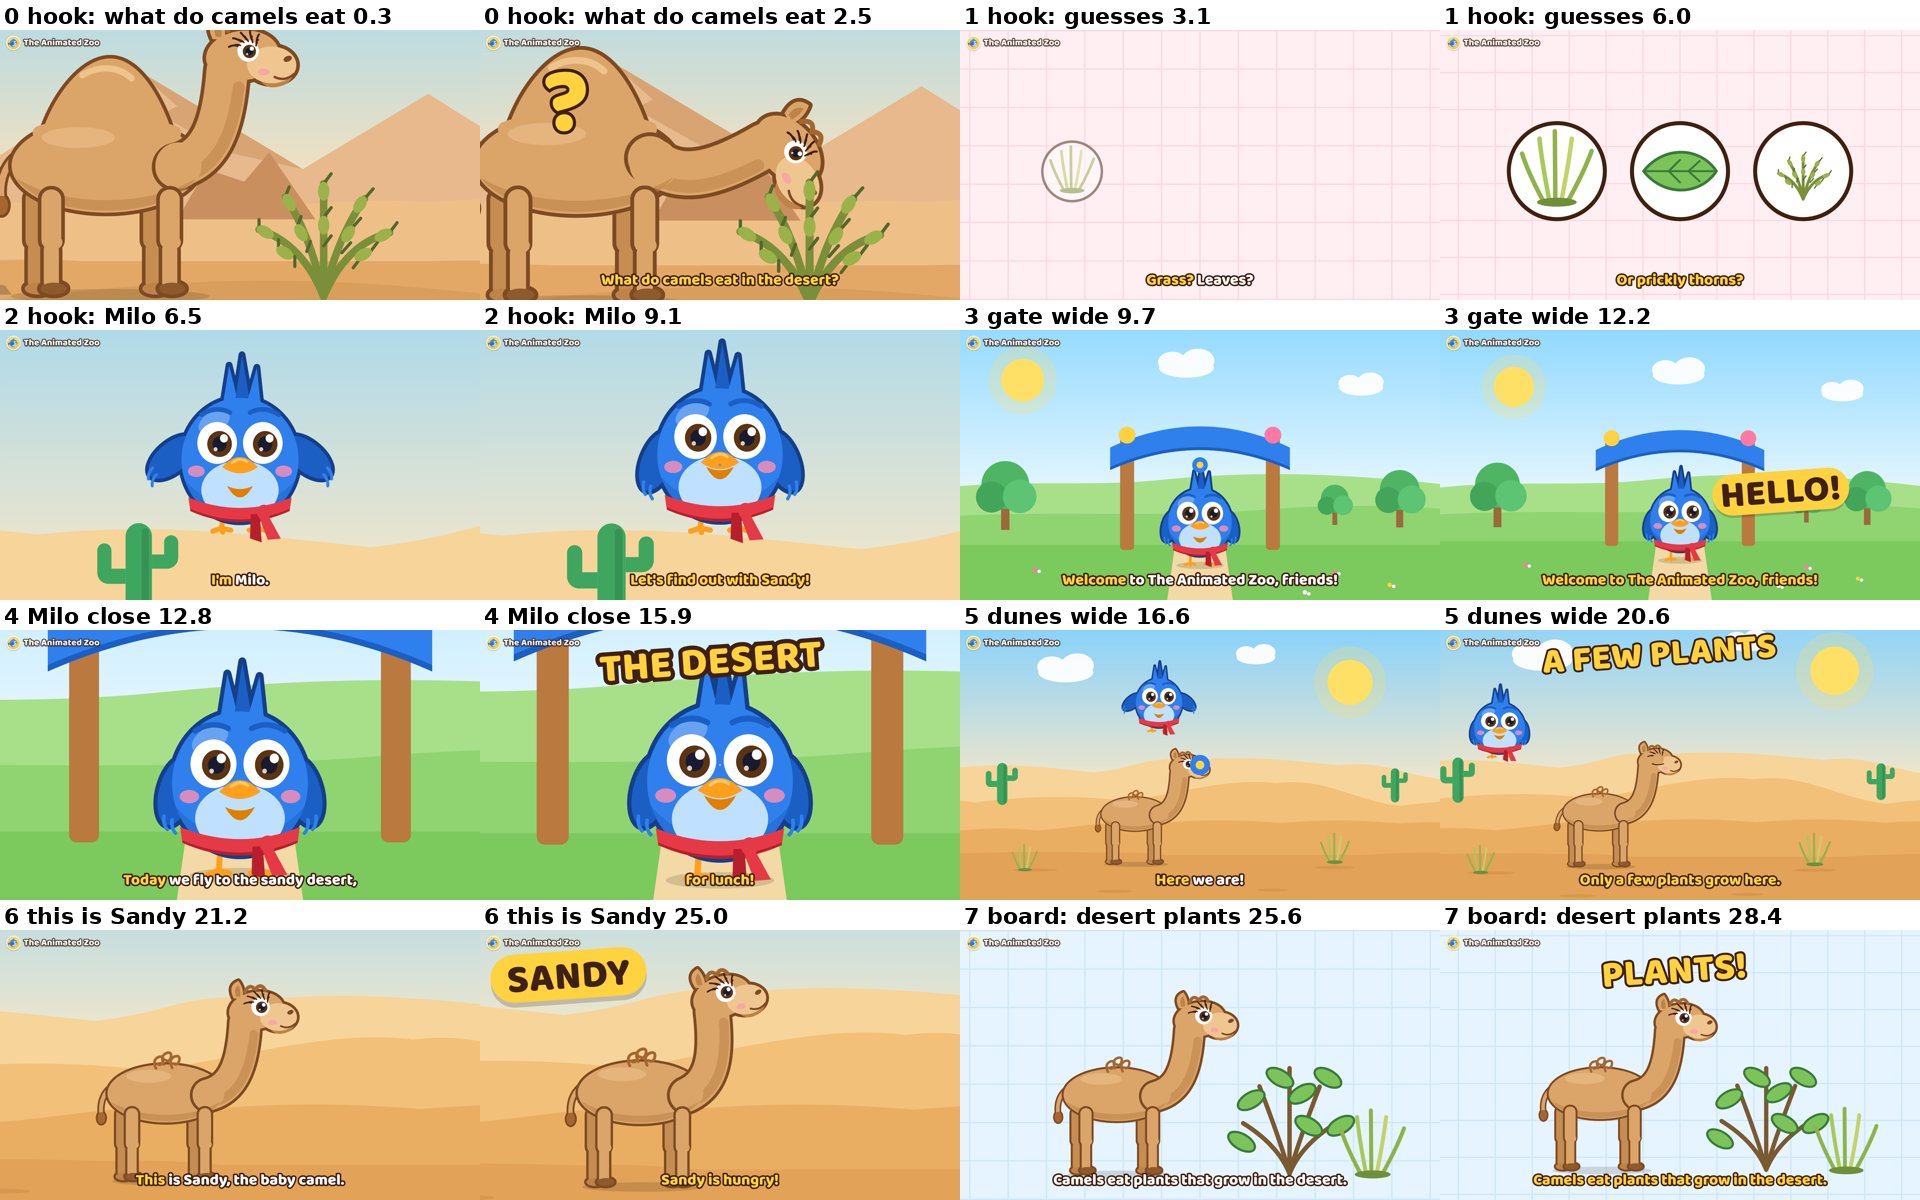 0 hook: what do camels eat 0.3
The Animated Zoo
0 hook: what do camels eat 2.5
The Animated Zoo
?
What do camels eat in the desert?
1 hook: guesses 3.1
The Animated Zoo
Grass? Leaves?
1 hook: guesses 6.0
The Animated Zoo
Or prickly thorns?
2 hook: Milo 6.5
The Animated Zoo
I'm Milo.
2 hook: Milo 9.1
The Animated Zoo
Let's find out with Sandy!
3 gate wide 9.7
The Animated Zoo
Welcome to The Animated Zoo, friends!
3 gate wide 12.2
The Animated Zoo
HELLO!
Welcome to The Animated Zoo, friends!
4 Milo close 12.8
The Animated Zoo
Today we fly to the sandy desert,
4 Milo close 15.9
The Animated Zoo
THE DESERT
for lunch!
5 dunes wide 16.6
The Animated Zoo
Here we are!
5 dunes wide 20.6
The Animated Zoo
A FEW PLANTS
Only a few plants grow here.
6 this is Sandy 21.2
The Animated Zoo
This is Sandy, the baby camel.
6 this is Sandy 25.0
The Animated Zoo
SANDY
Sandy is hungry!
7 board: desert plants 25.6
The Animated Zoo
Camels eat plants that grow in the desert.
7 board: desert plants 28.4
The Animated Zoo
PLANTS!
Camels eat plants that grow in the desert.